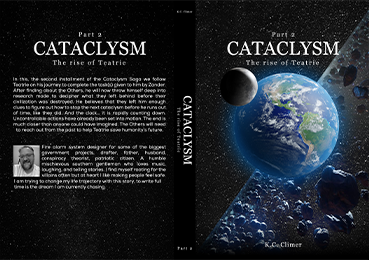 Part 2
CATACLYSM
The rise of Teatrie
In this, the second installment of the Cataclysm Saga we follow
Teatrie on his journey to complete the task(s) given to him by Zander.
After finding about the Others, he will now throw himself deep into
research made to decipher what they left behind before their
civilization was destroyed. He believes that they left him enough
clues to figure out how to stop the next cataclysm before he runs out
of time, like they did. And the clock... It is rapidly counting down.
Uncontrollable actions have already been set into motion. The end is
much closer than anyone could have imagined. The Others will need
to reach out from the past to help Teatrie save humanity's future.
Fire alarm system designer for some of the biggest
government projects, drafter, father, husband,
conspiracy theorist, patriotic citizen. A humble
mischievous southern gentleman who loves music,
laughing, and telling stories. I find myself rooting for the
villains often but at heart I like making people feel safe.
I am trying to change my life trajectory with this story, to write full
time is the dream I am currently chasing.
K.C. Climer
CATACLYSM
The rise of Teatrie
Part 2
Part 2
CATACLYSM
The rise of Teatrie
K.C. Climer